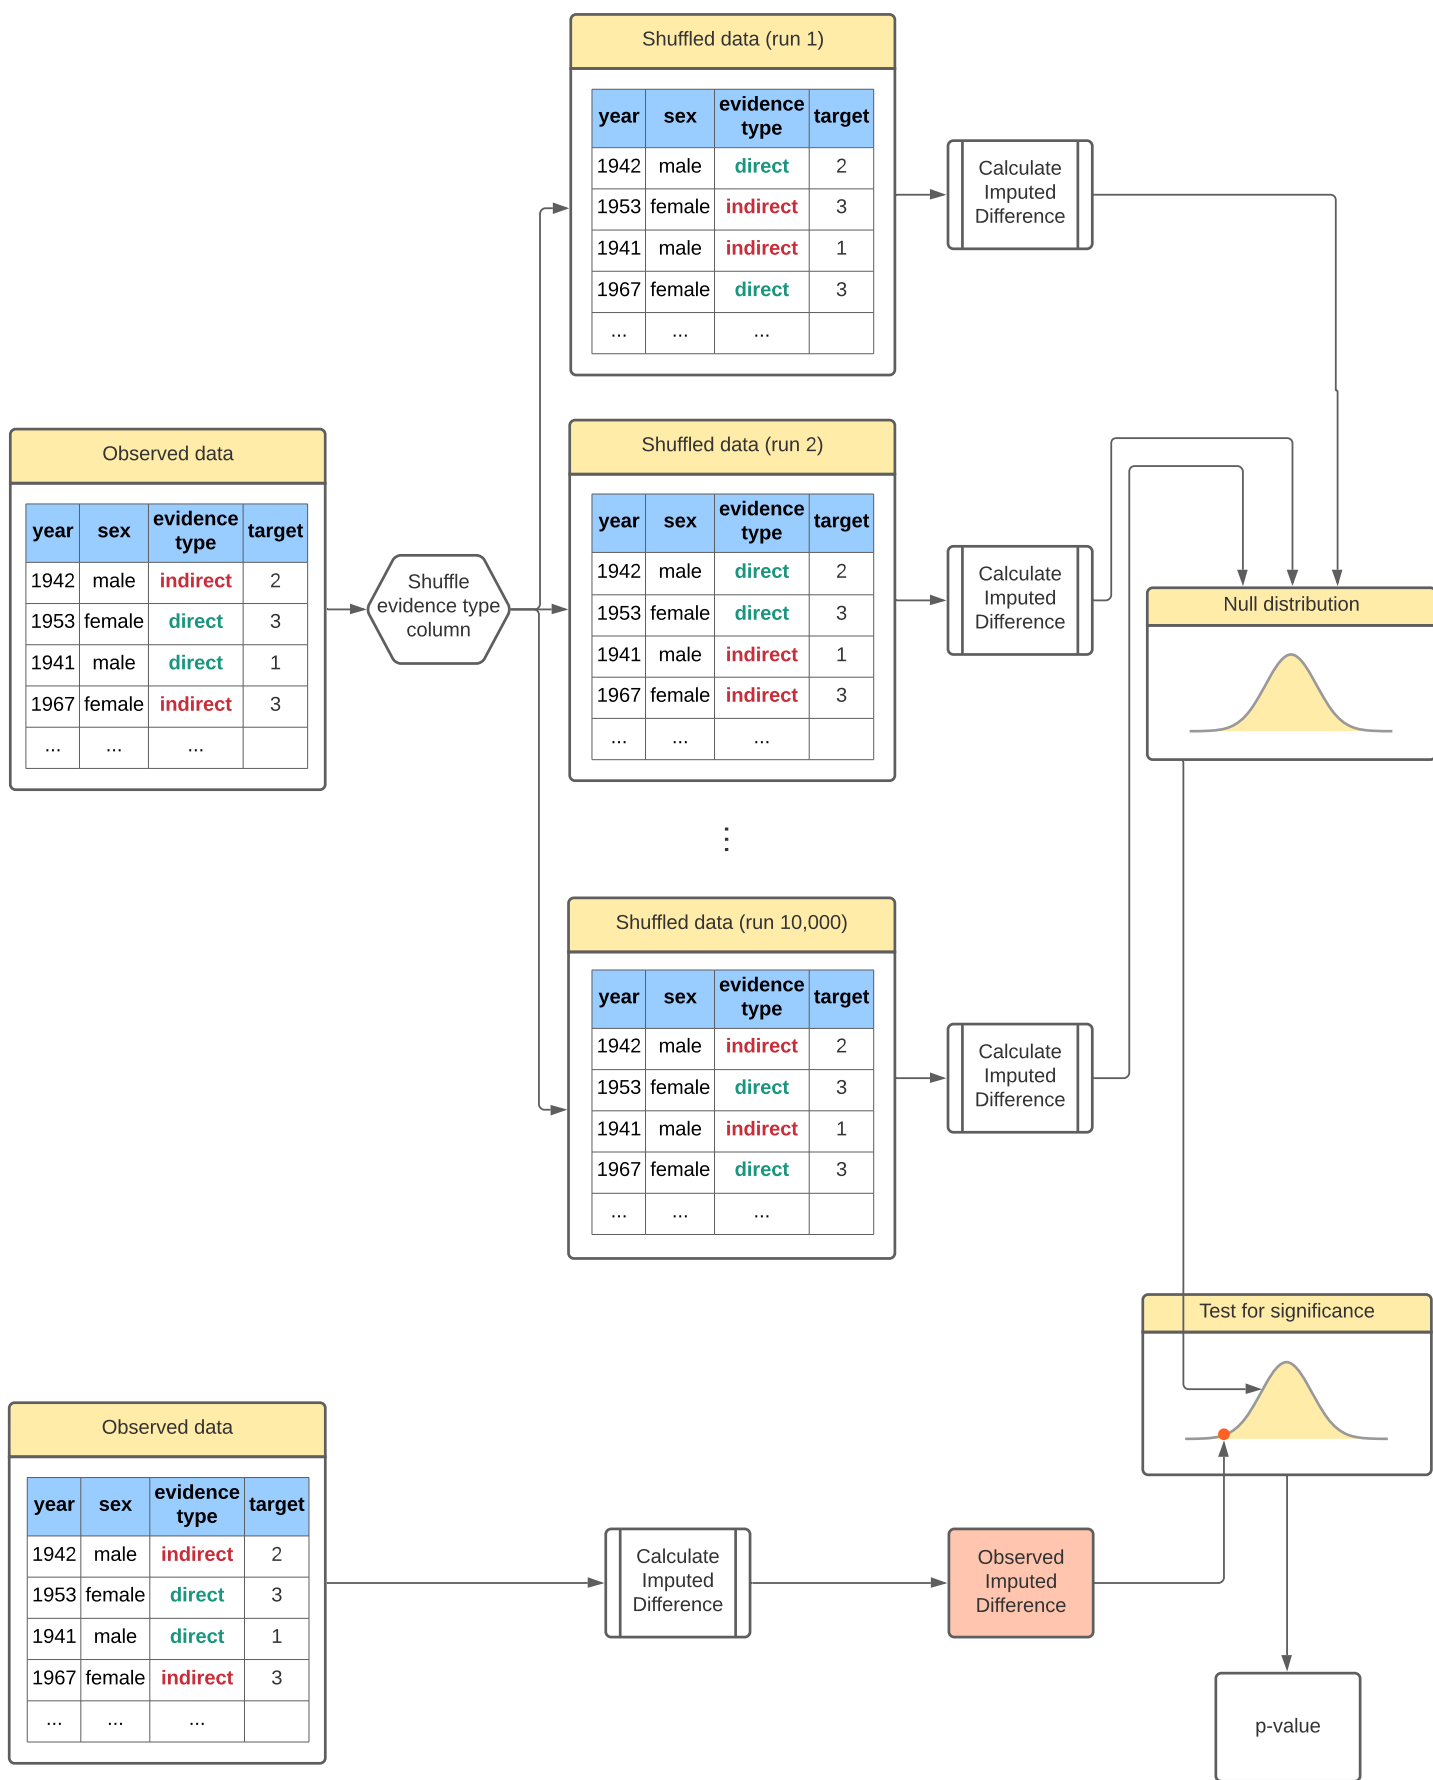 Shuffled data (run 1)
year sex evidence type target
1942 male direct 2
1953 female indirect 3
1941 male indirect 1
1967 female direct 3
... ... ...
Calculate
Imputed
Difference
Observed data
year sex evidence type target
1942 male indirect 2
1953 female direct 3
1941 male direct 1
1967 female indirect 3
... ... ...
Shuffle
evidence type
column
Shuffled data (run 2)
year sex evidence type target
1942 male direct 2
1953 female direct 3
1941 male indirect 1
1967 female indirect 3
... ... ...
Calculate
Imputed
Difference
Null distribution
...
Shuffled data (run 10,000)
year sex evidence type target
1942 male indirect 2
1953 female direct 3
1941 male indirect 1
1967 female direct 3
... ... ...
Calculate
Imputed
Difference
Test for significance
Observed data
year sex evidence type target
1942 male indirect 2
1953 female direct 3
1941 male direct 1
1967 female indirect 3
... ... ...
Calculate
Imputed
Difference
Observed
Imputed
Difference
p-value